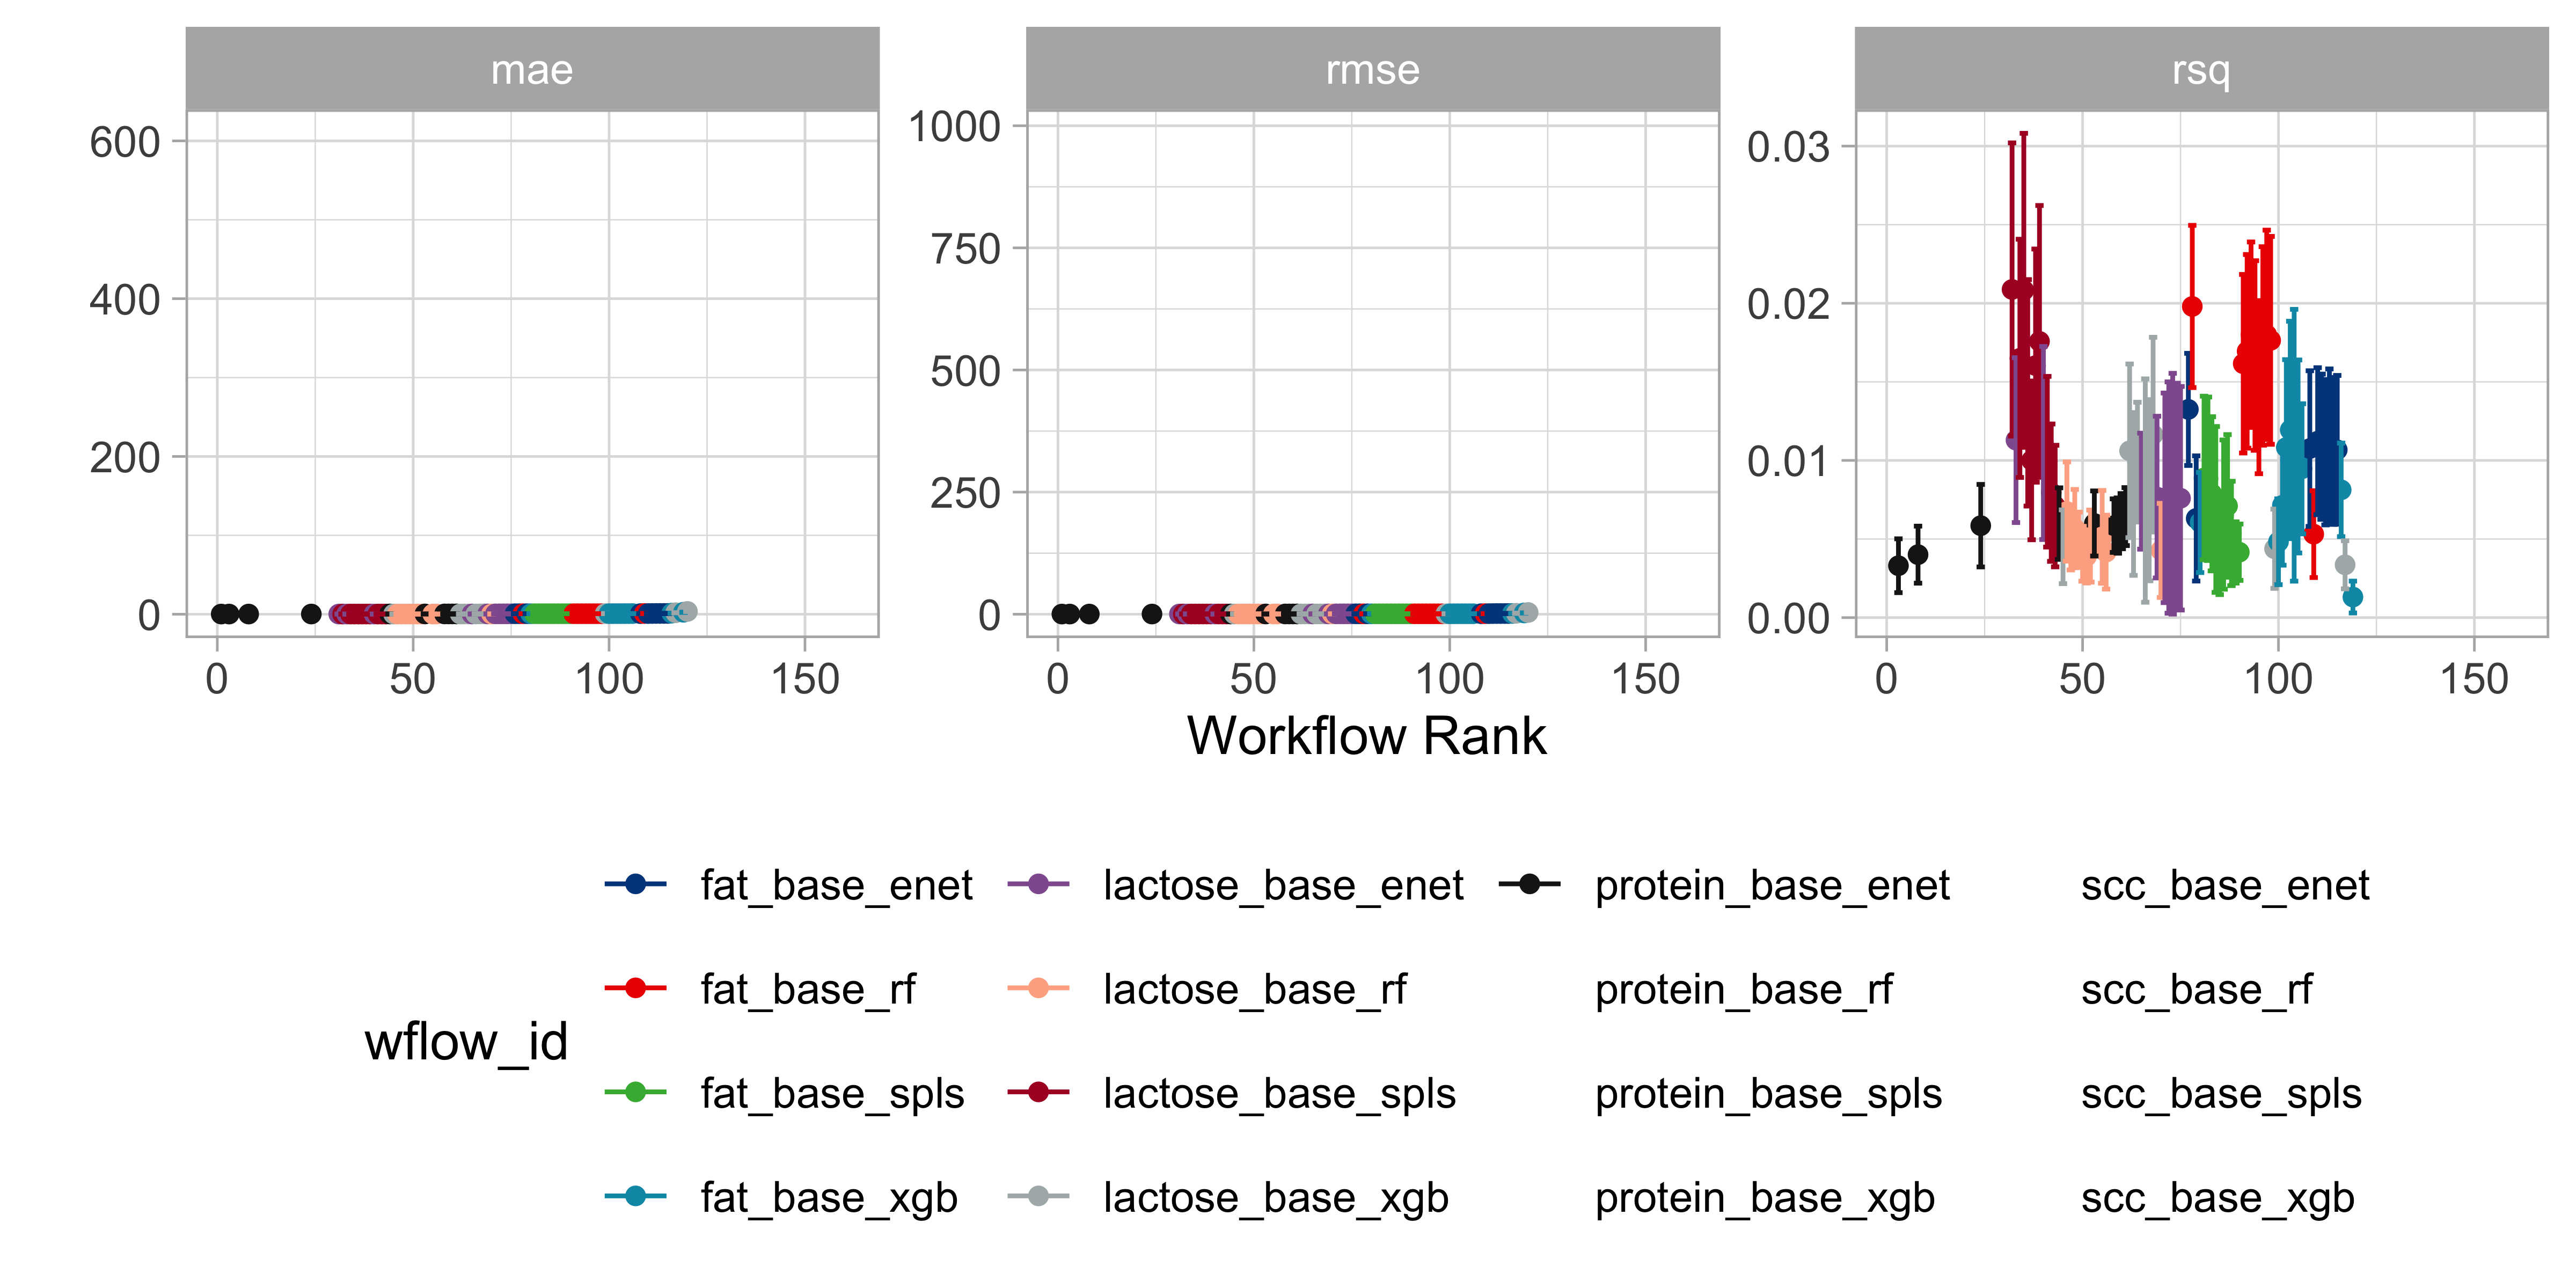 mae
rmse
rsq
600
400
200
0
1000
750
500
250
0
0.03
0.02
0.01
0.00
0 50 100 150
0 50 100 150
0 50 100 150
Workflow Rank
wflow_id
fat_base_enet
fat_base_rf
fat_base_spls
fat_base_xgb
lactose_base_enet
lactose_base_rf
lactose_base_spls
lactose_base_xgb
protein_base_enet
protein_base_rf
protein_base_spls
protein_base_xgb
scc_base_enet
scc_base_rf
scc_base_spls
scc_base_xgb